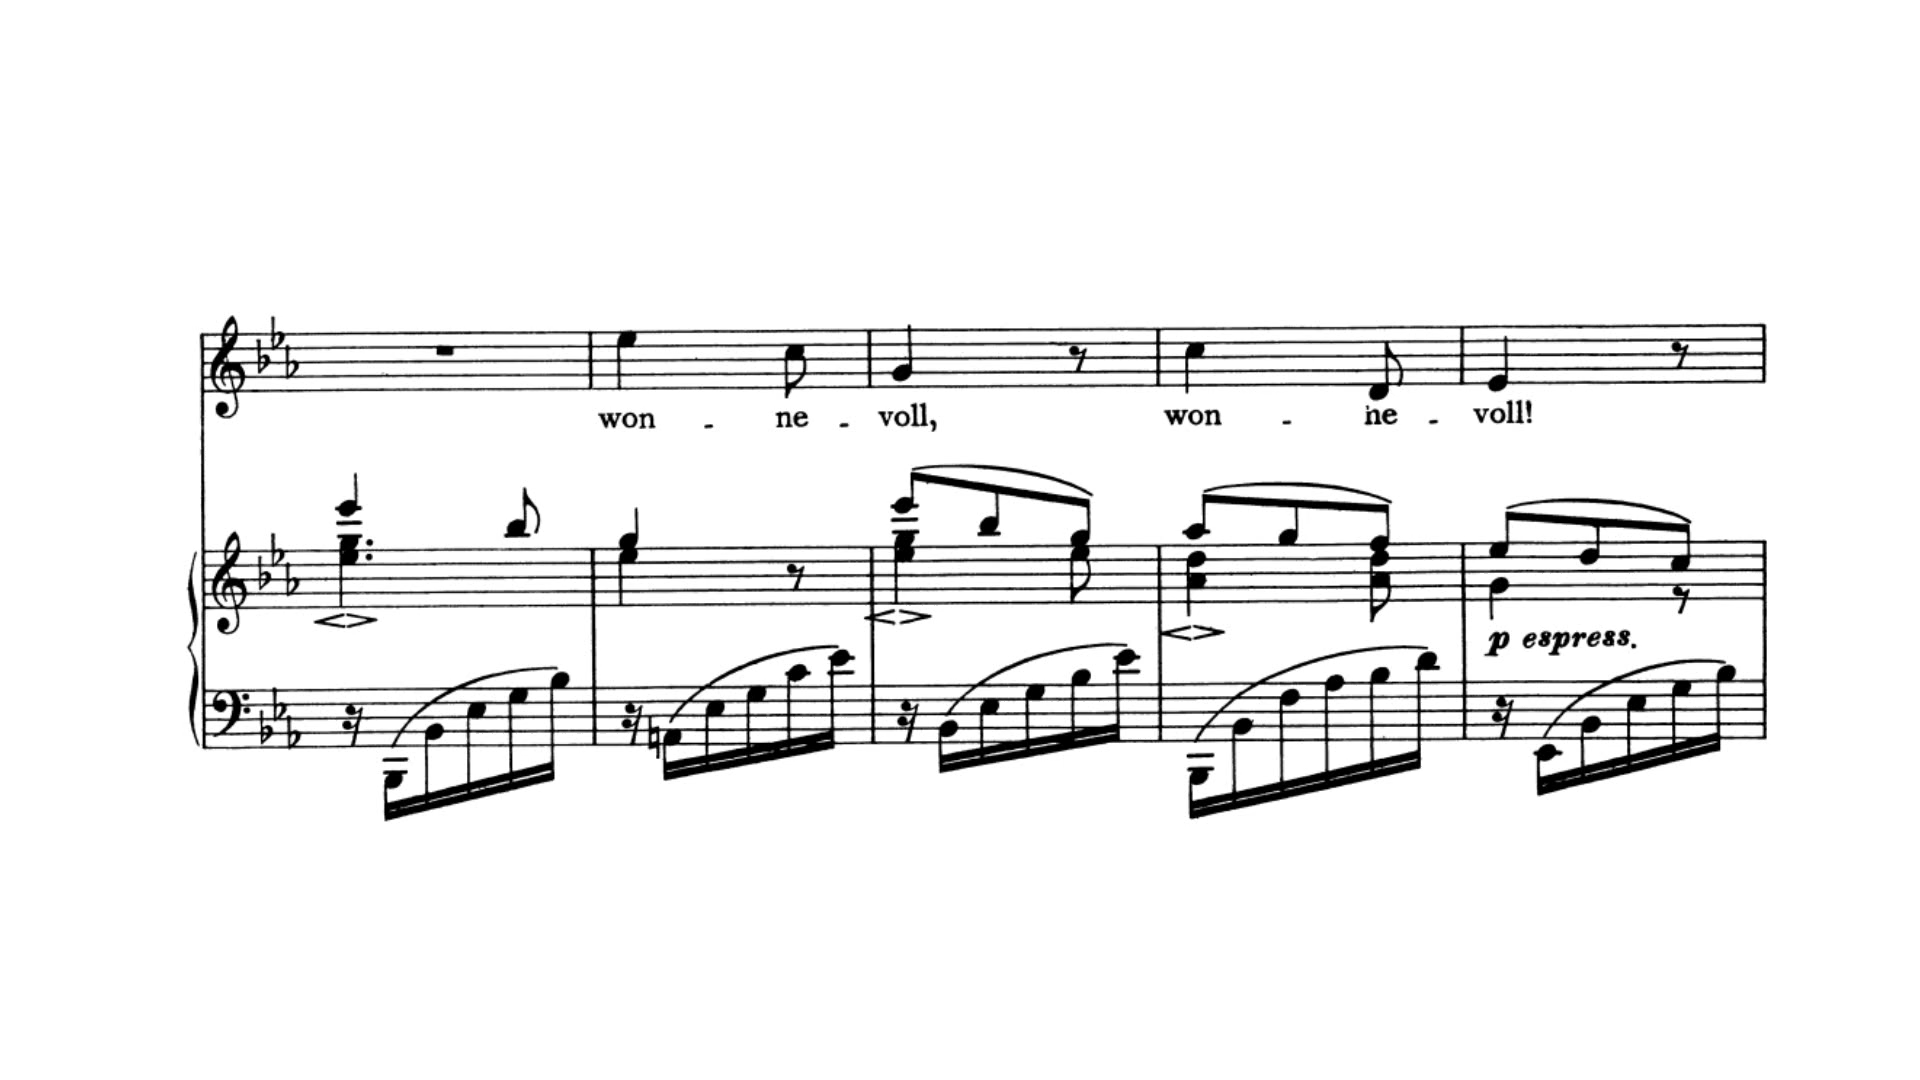 won - ne - voll, won - ne - voll!
p espress.